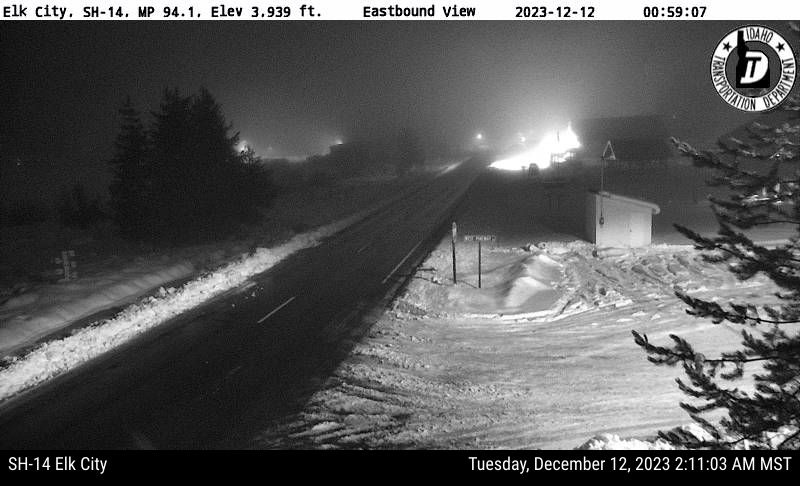 Elk City, SH-14, MP 94.1, Elev 3,939 ft. Eastbound View 2023-12-12 00:59:07
IDAHO
TRANSPORTATION DEPARTMENT
SH-14 Elk City
Tuesday, December 12, 2023 2:11:03 AM MST